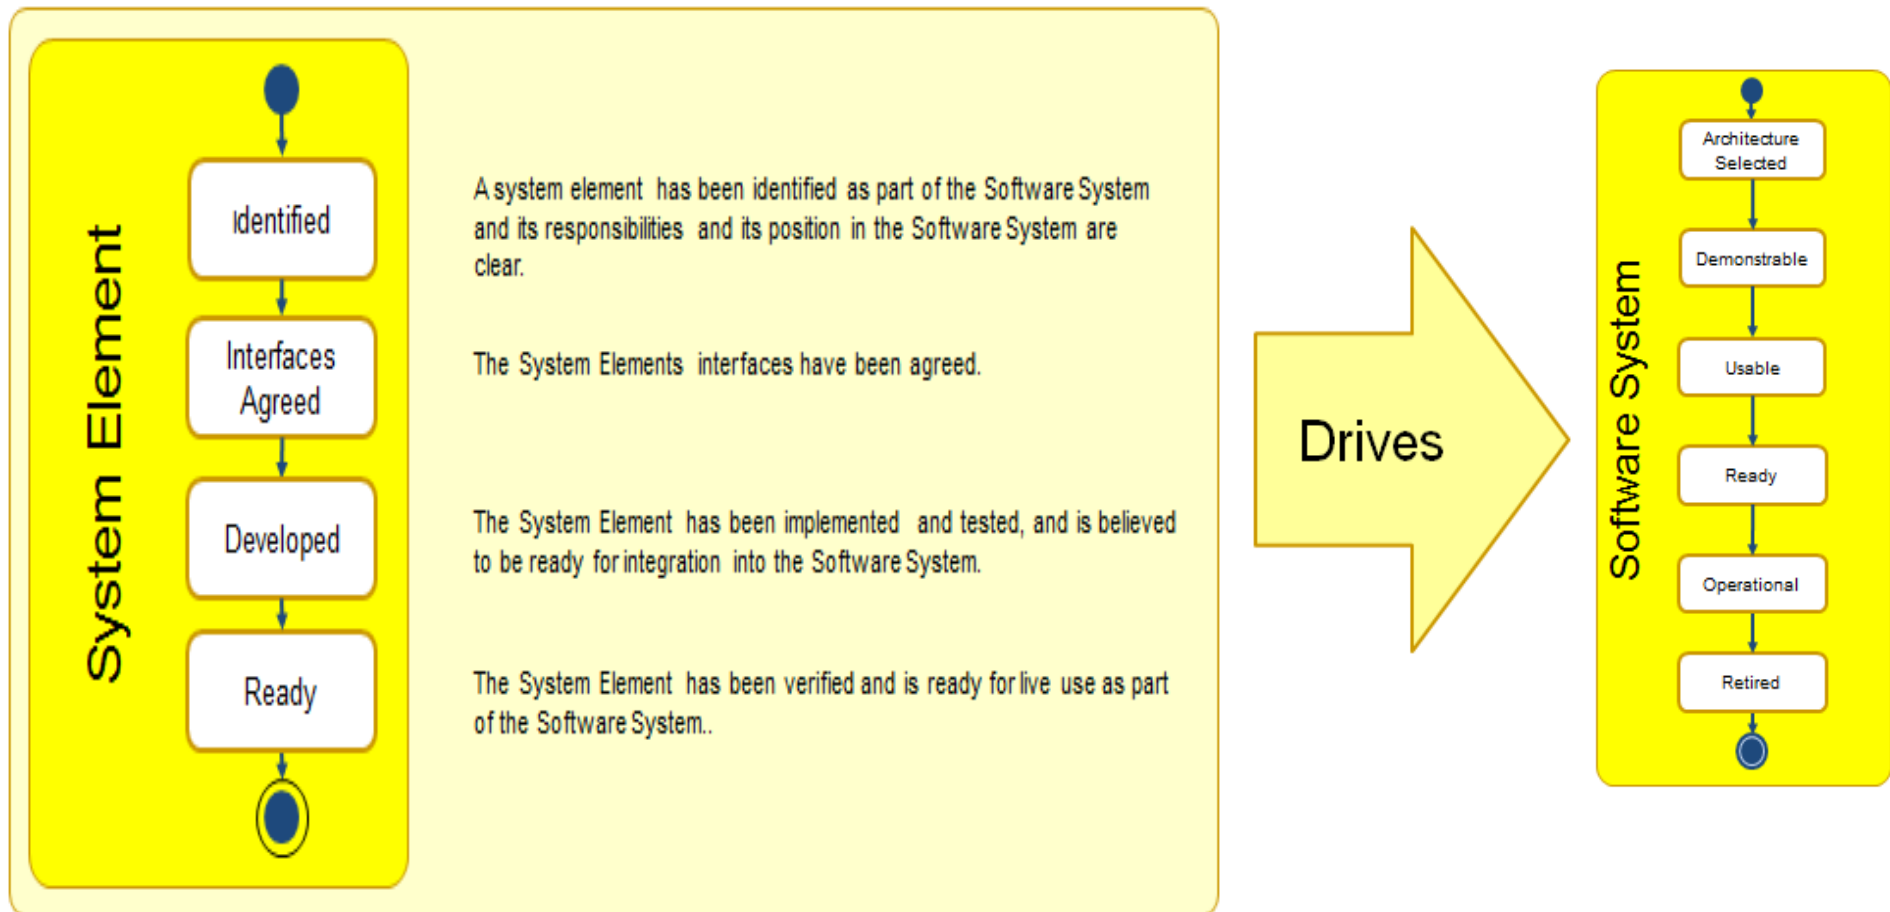 System Element
Identified
A system element has been identified as part of the Software System
and its responsibilities and its position in the Software System are
clear.
Interfaces
Agreed
The System Elements interfaces have been agreed.
Developed
The System Element has been implemented and tested, and is believed
to be ready for integration into the Software System.
Ready
The System Element has been verified and is ready for live use as part
of the Software System..
Drives
Software System
Architecture
Selected
Demonstrable
Usable
Ready
Operational
Retired